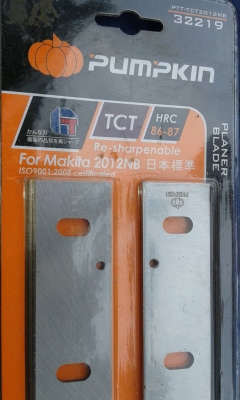 PTT-TCT2012NB
32219
PUMPKIN
TCT
HRC
86-87
PLANER
BLADE
Re-sharpenable
For Makita 2012NB 日本標準
ISO9001:2008 certificated
PUMPKIN